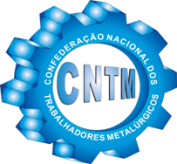 CONFEDERAÇÃO NACIONAL DOS
CNTM
TRABALHADORES METALÚRGICOS